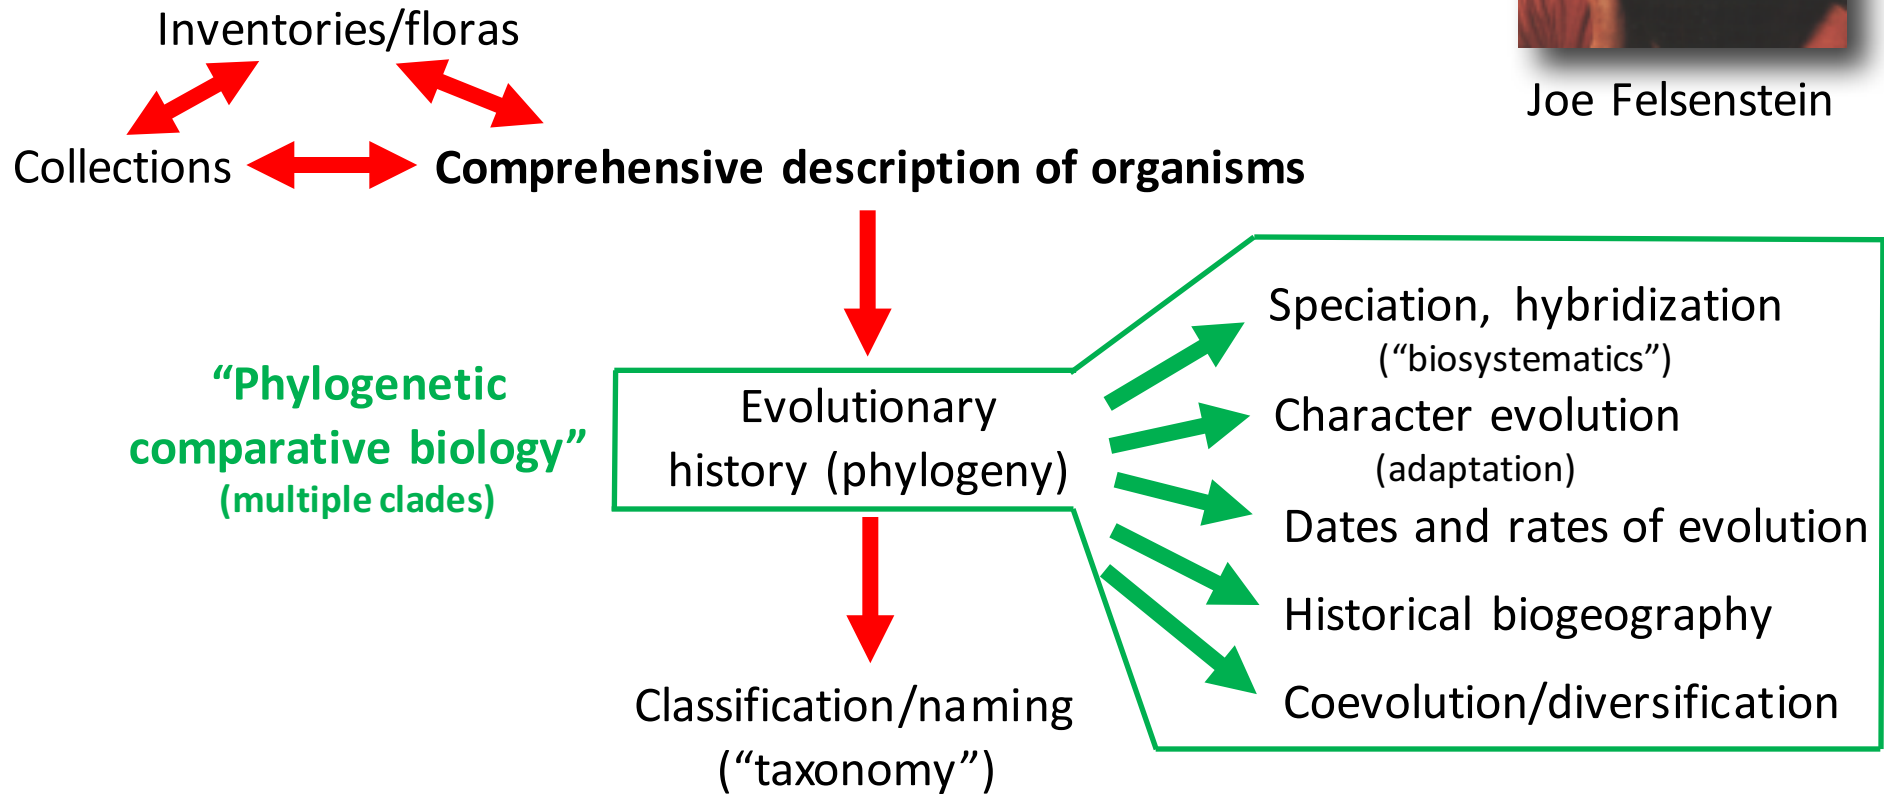 Inventories/floras
Joe Felsenstein
Collections
Comprehensive description of organisms
Speciation, hybridization
(“biosystematics”)
“Phylogenetic
comparative biology”
(multiple clades)
Evolutionary
history (phylogeny)
Character evolution
(adaptation)
Dates and rates of evolution
Historical biogeography
Coevolution/diversification
Classification/naming
(“taxonomy”)